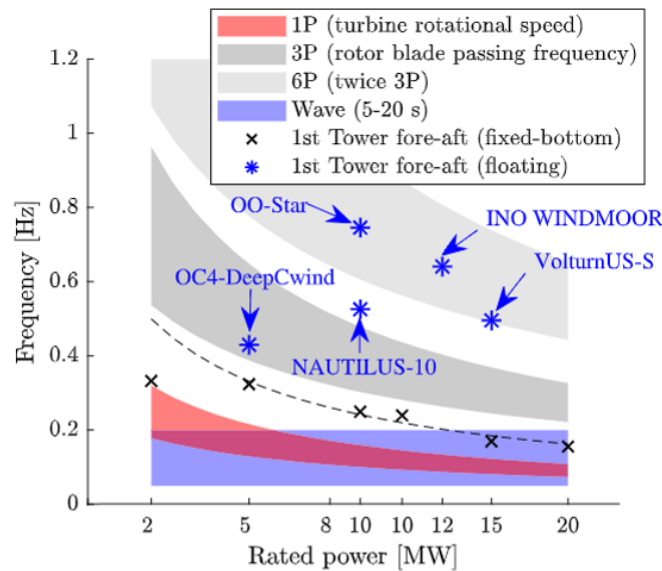 1P (turbine rotational speed)
3P (rotor blade passing frequency)
6P (twice 3P)
Wave (5-20 s)
1st Tower fore-aft (fixed-bottom)
1st Tower fore-aft (floating)
1.2
1
0.8
0.6
0.4
0.2
0
Frequency [Hz]
OO-Star
INO WINDMOOR
OC4-DeepCwind
VolturnUS-S
NAUTILUS-10
2 5 8 10 10 12 15 20
Rated power [MW]